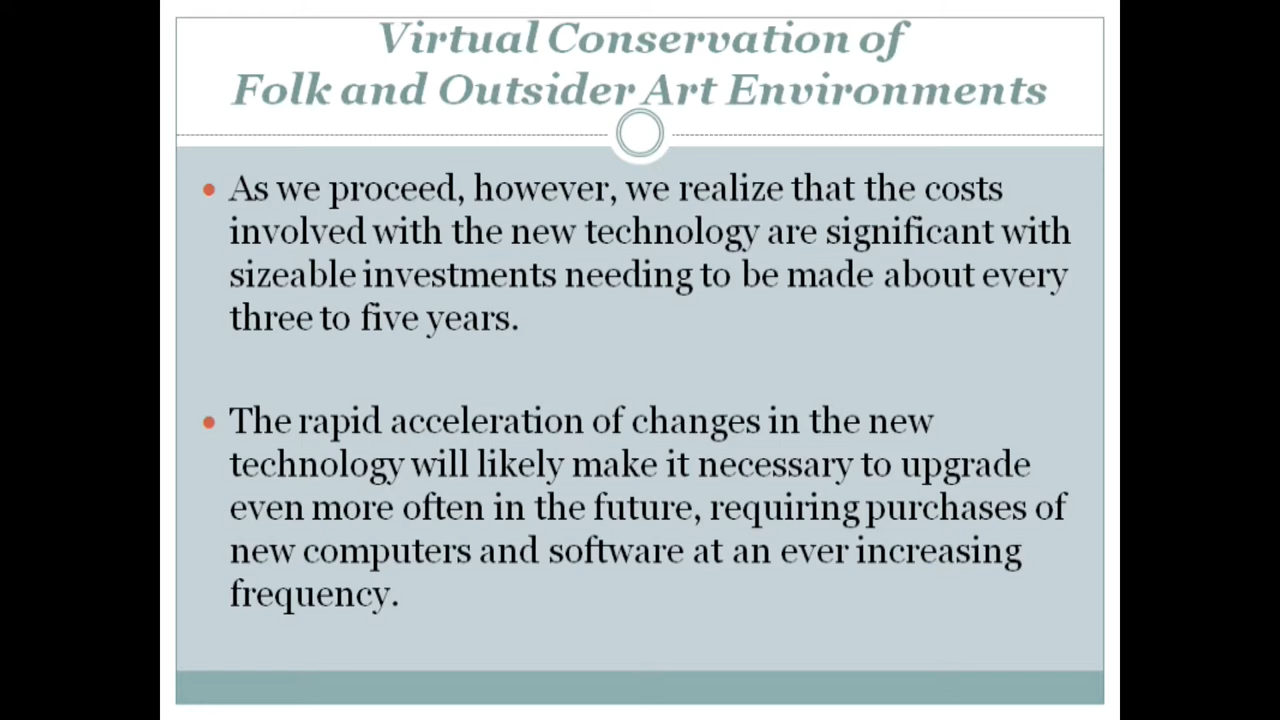 Virtual Conservation of
Folk and Outsider Art Environments
• As we proceed, however, we realize that the costs
involved with the new technology are significant with
sizeable investments needing to be made about every
three to five years.
• The rapid acceleration of changes in the new
technology will likely make it necessary to upgrade
even more often in the future, requiring purchases of
new computers and software at an ever increasing
frequency.